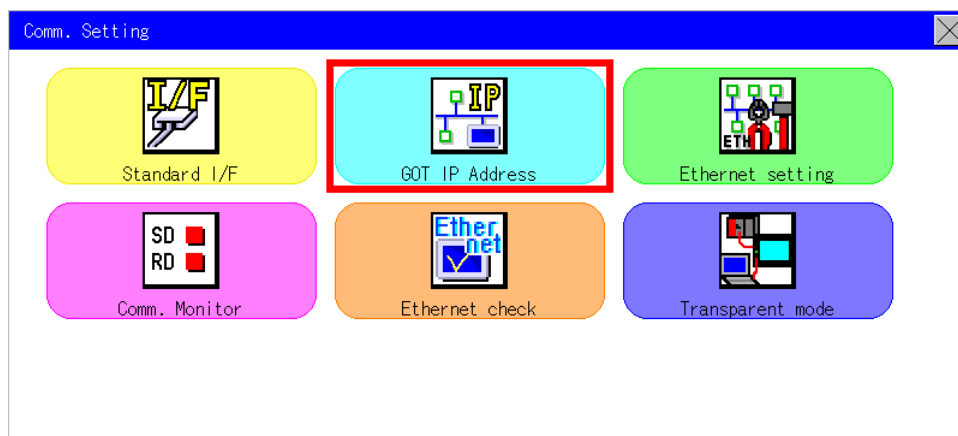 Comm. Setting
I/F
Standard I/F
IP
GOT IP Address
ETH
Ethernet setting
SD
RD
Comm. Monitor
Ether
net
Ethernet check
Transparent mode